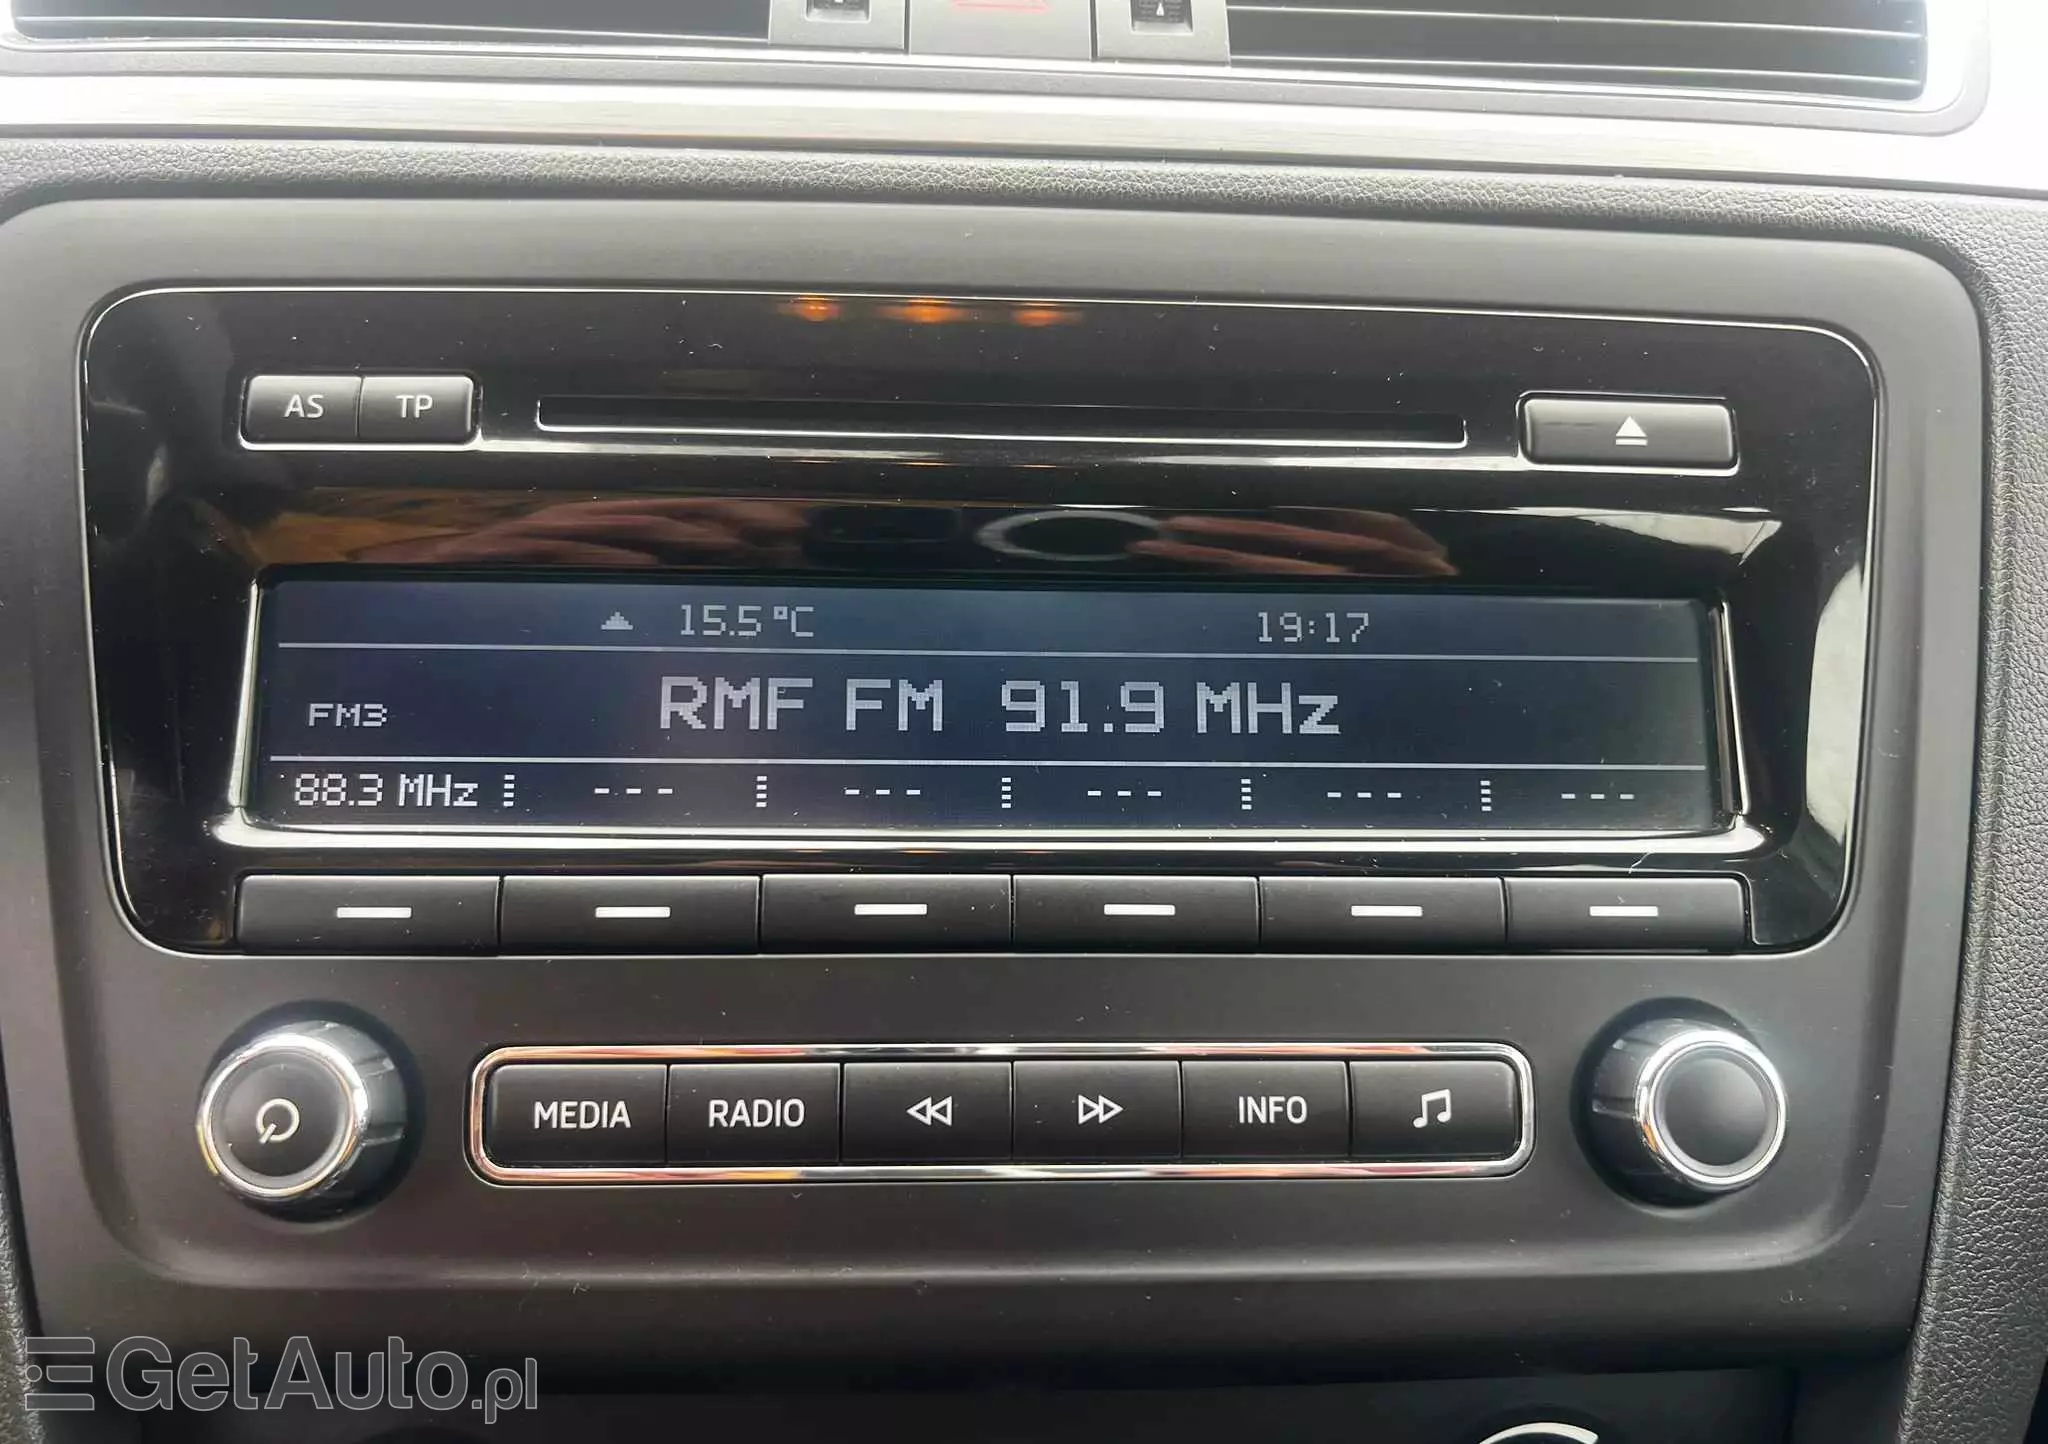 AS TP
15.5°C 19:17
FM3 RMF FM 91.9 MHz
88.3 MHz --- --- --- --- ---
MEDIA RADIO INFO
GetAuto.pl